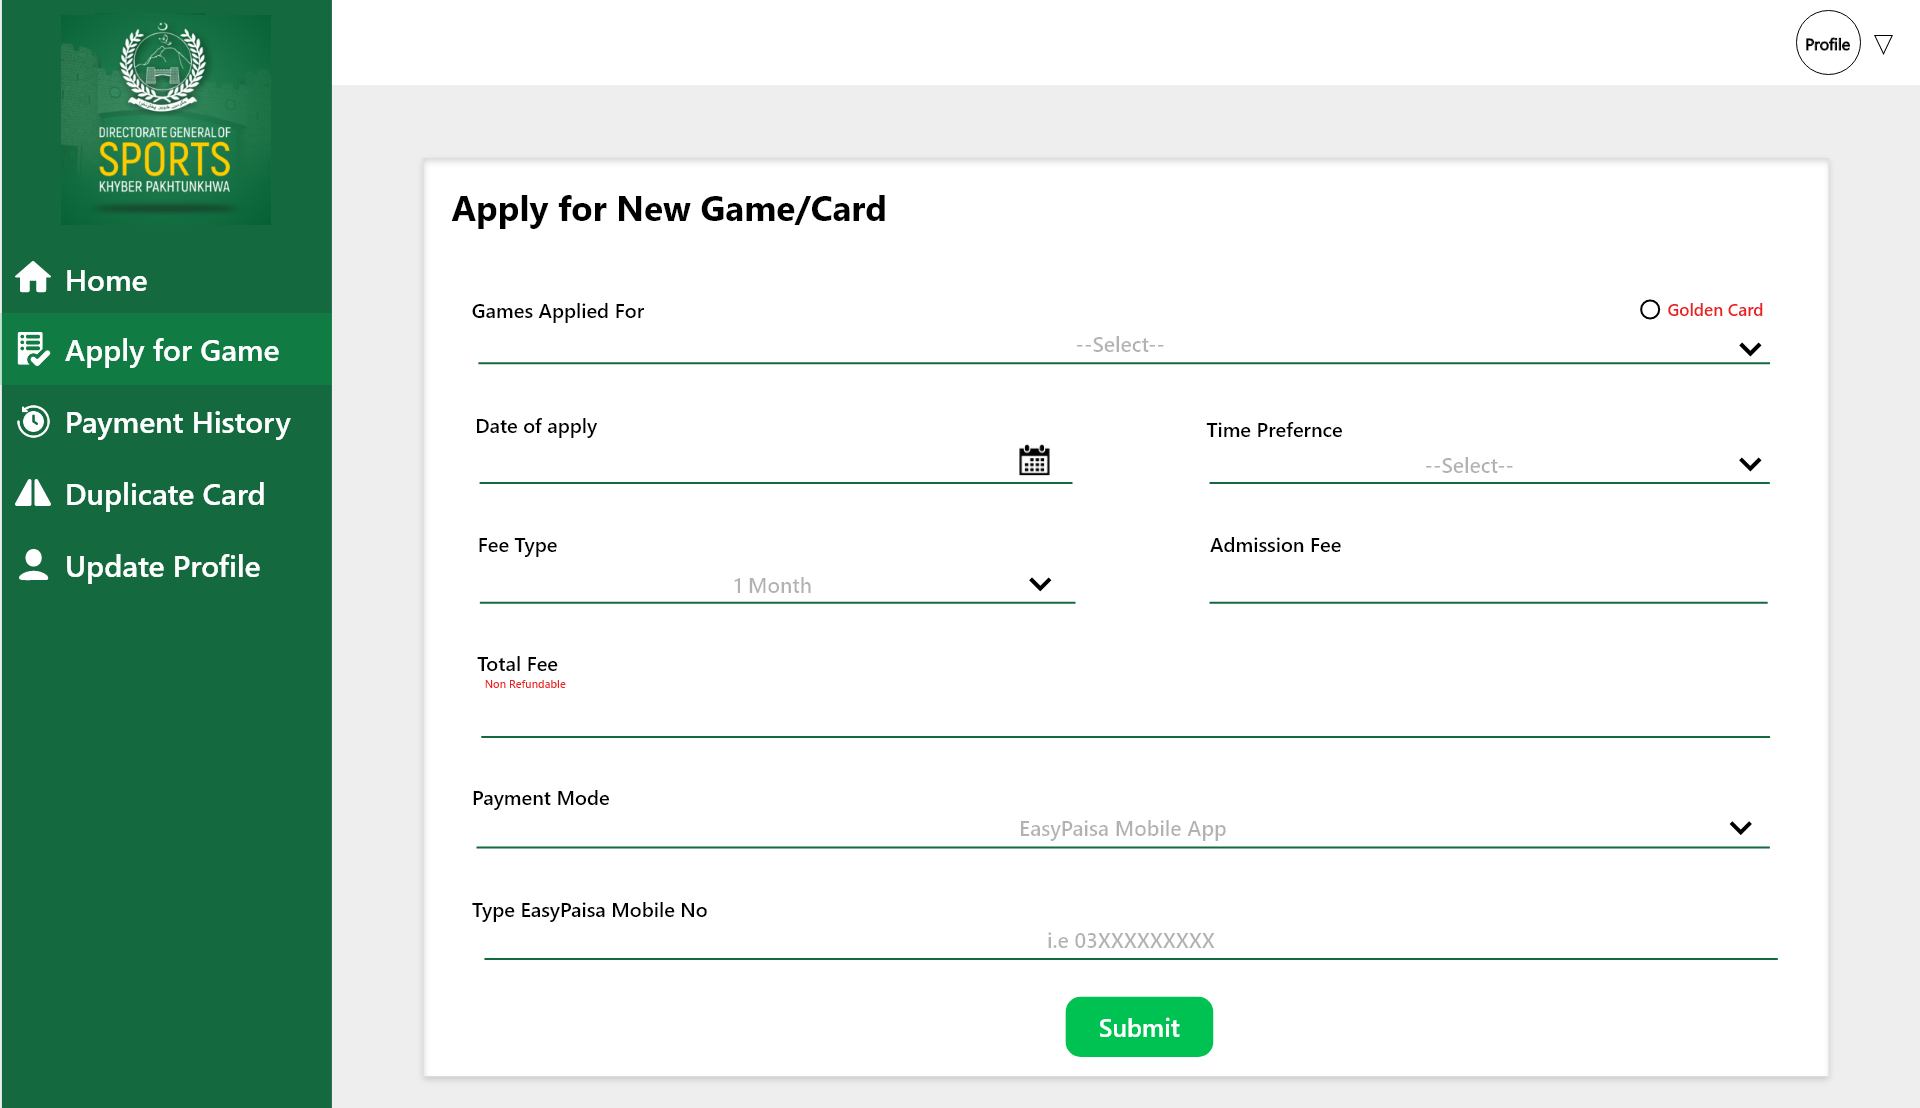 DIRECTORATE GENERAL OF
SPORTS
KHYBER PAKHTUNKHWA
Profile
Home
Apply for Game
Payment History
Duplicate Card
Update Profile
Apply for New Game/Card
Games Applied For
Golden Card
--Select--
Date of apply
Time Prefernce
--Select--
Fee Type
Admission Fee
1 Month
Total Fee
Non Refundable
Payment Mode
EasyPaisa Mobile App
Type EasyPaisa Mobile No
i.e 03XXXXXXXXX
Submit